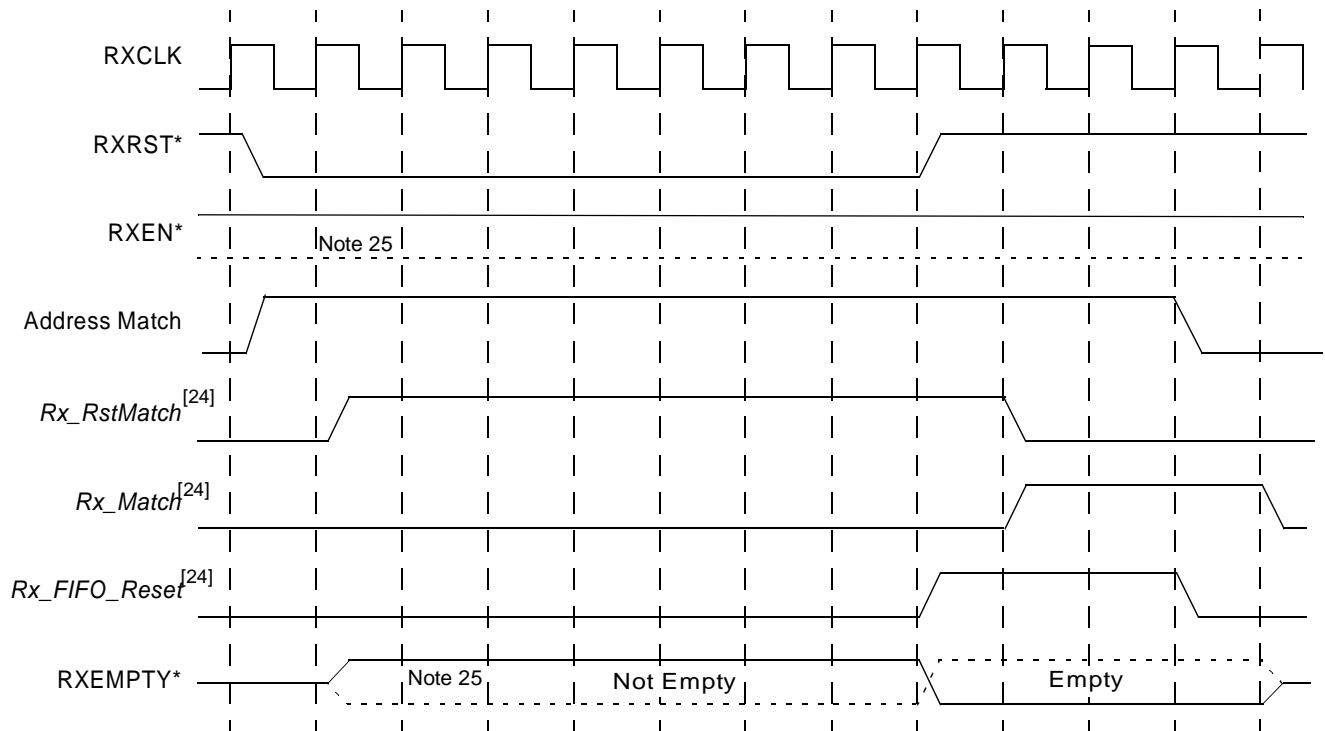 RXCLK
RXRST*
RXEN*
Note 25
Address Match
Rx_RstMatch[24]
Rx_Match[24]
Rx_FIFO_Reset[24]
RXEMPTY*
Note 25
Not Empty
Empty